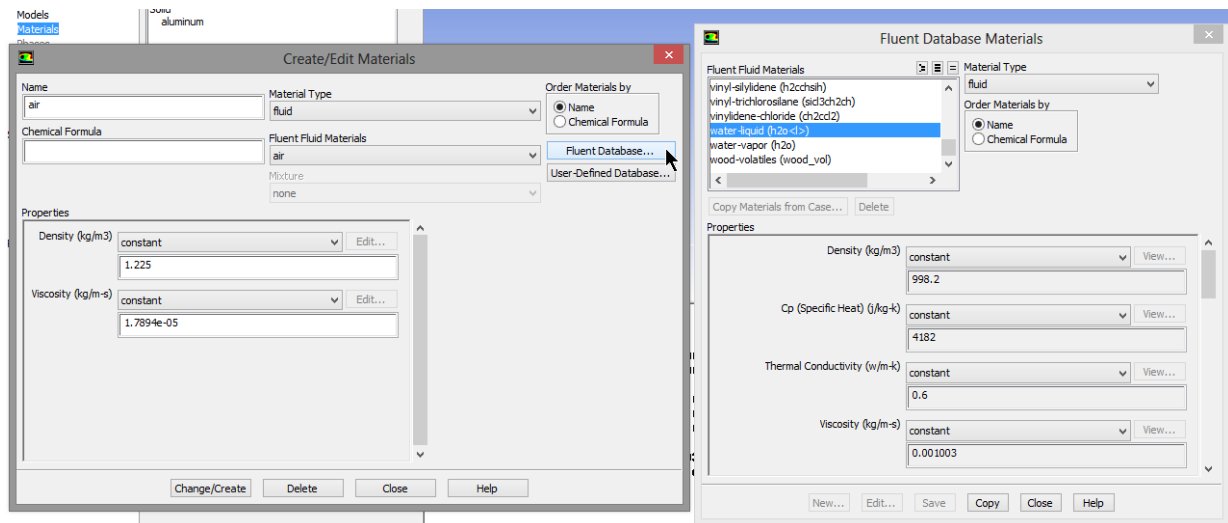 Models
Materials
Phases
Solid
aluminum
Create/Edit Materials
Name
air
Chemical Formula
Material Type
fluid
Fluent Fluid Materials
air
Mixture
none
Order Materials by
Name
Chemical Formula
Fluent Database...
User-Defined Database...
Properties
Density (kg/m3)
constant
Edit...
1.225
Viscosity (kg/m-s)
constant
Edit...
1.7894e-05
Change/Create
Delete
Close
Help
Fluent Database Materials
Fluent Fluid Materials
vinyl-silylidene (h2cchsih)
vinyl-trichlorosilane (sicl3ch2ch)
vinylidene-chloride (ch2ccl2)
water-liquid (h2o<l>)
water-vapor (h2o)
wood-volatiles (wood_vol)
Material Type
fluid
Order Materials by
Name
Chemical Formula
Copy Materials from Case...
Delete
Properties
Density (kg/m3)
constant
View...
998.2
Cp (Specific Heat) (j/kg-k)
constant
View...
4182
Thermal Conductivity (w/m-k)
constant
View...
0.6
Viscosity (kg/m-s)
constant
View...
0.001003
New...
Edit...
Save
Copy
Close
Help